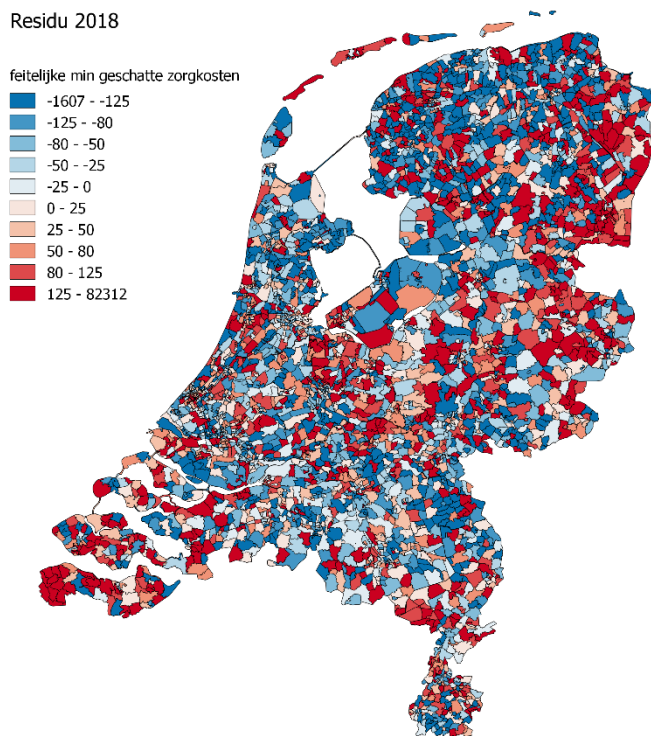 Residu 2018
feitelijke min geschatte zorgkosten
-1607 - -125
-125 - -80
-80 - -50
-50 - -25
-25 - 0
0 - 25
25 - 50
50 - 80
80 - 125
125 - 82312